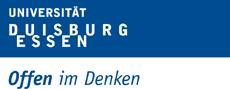 UNIVERSITÄT
DUISBURG
ESSEN
Offen im Denken